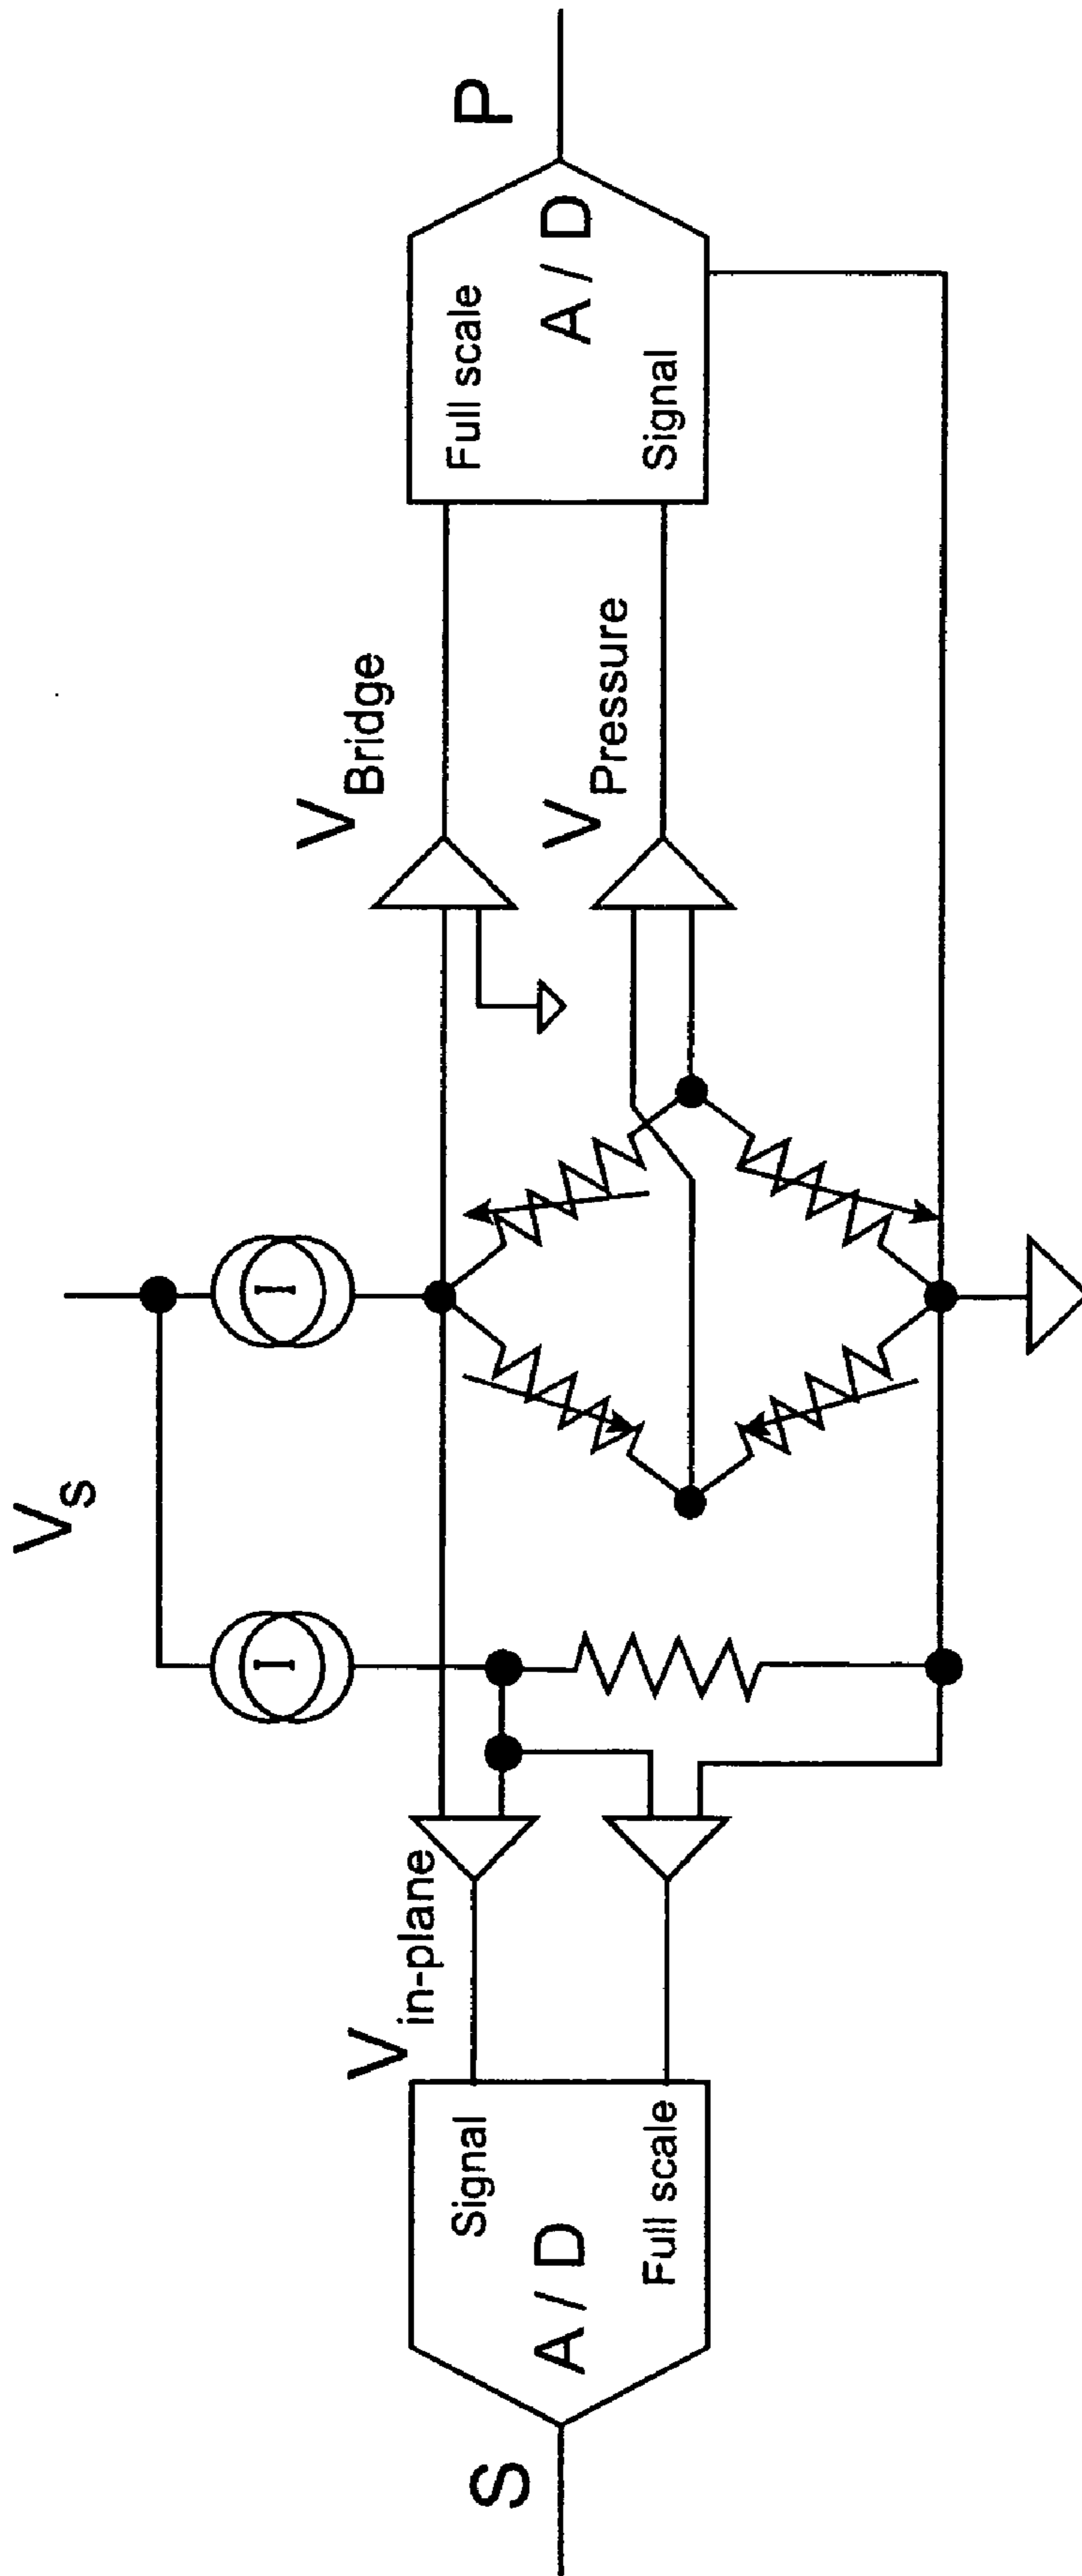 V_S
I
I
V_in-plane
V_Bridge
V_Pressure
S
A / D
Signal
Full scale
Full scale
Signal
A / D
P